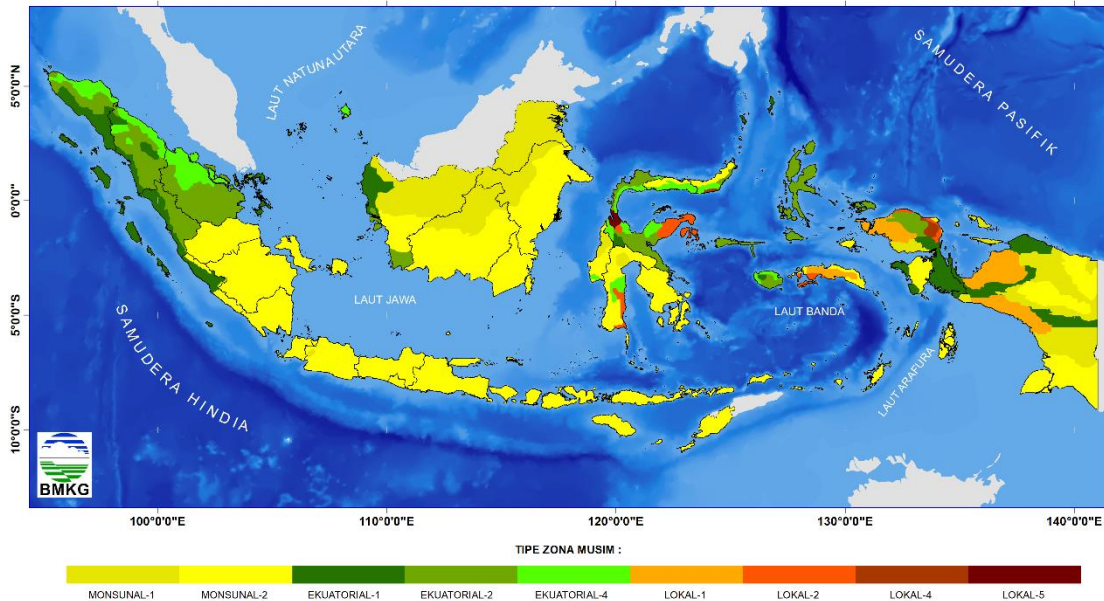 LAUT NATUNAUTARA
SAMUDERA PASIFIK
5°0'0"N
0°0'0"
5°0'0"S
10°0'0"S
LAUT JAWA
LAUT BANDA
LAUT ARAFURA
SAMUDERA HINDIA
BMKG
100°0'0"E
110°0'0"E
120°0'0"E
130°0'0"E
140°0'0"E
TIPE ZONA MUSIM :
MONSUNAL-1 MONSUNAL-2 EKUATORIAL-1 EKUATORIAL-2 EKUATORIAL-4 LOKAL-1 LOKAL-2 LOKAL-4 LOKAL-5